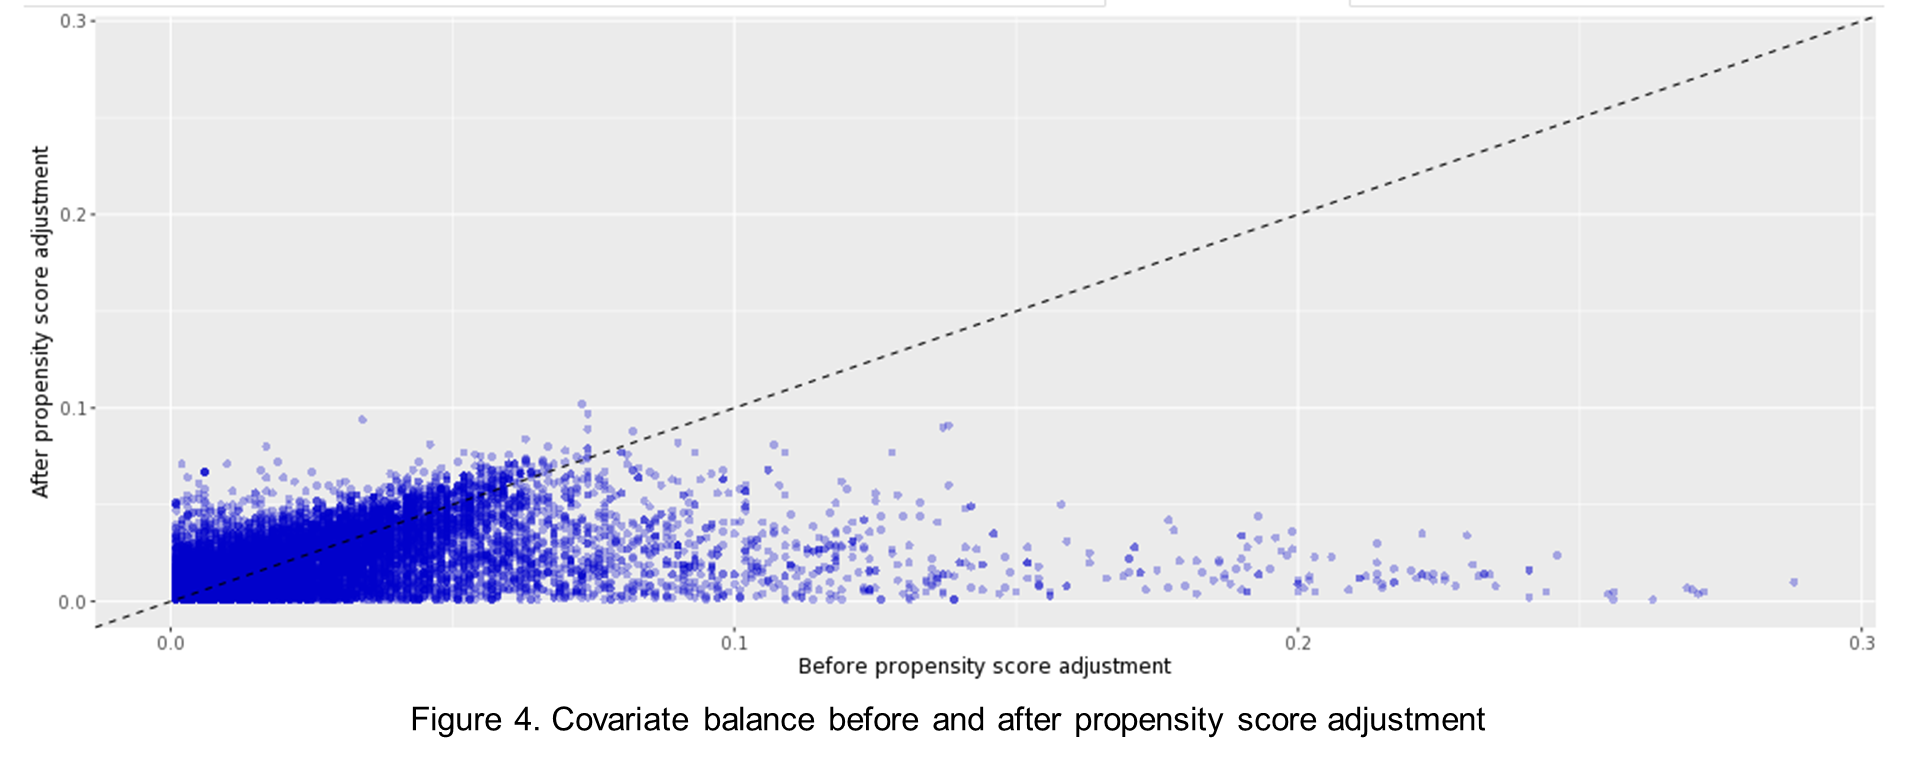 0.3
0.2
0.1
0.0
After propensity score adjustment
0.0 0.1 0.2 0.3
Before propensity score adjustment
Figure 4. Covariate balance before and after propensity score adjustment